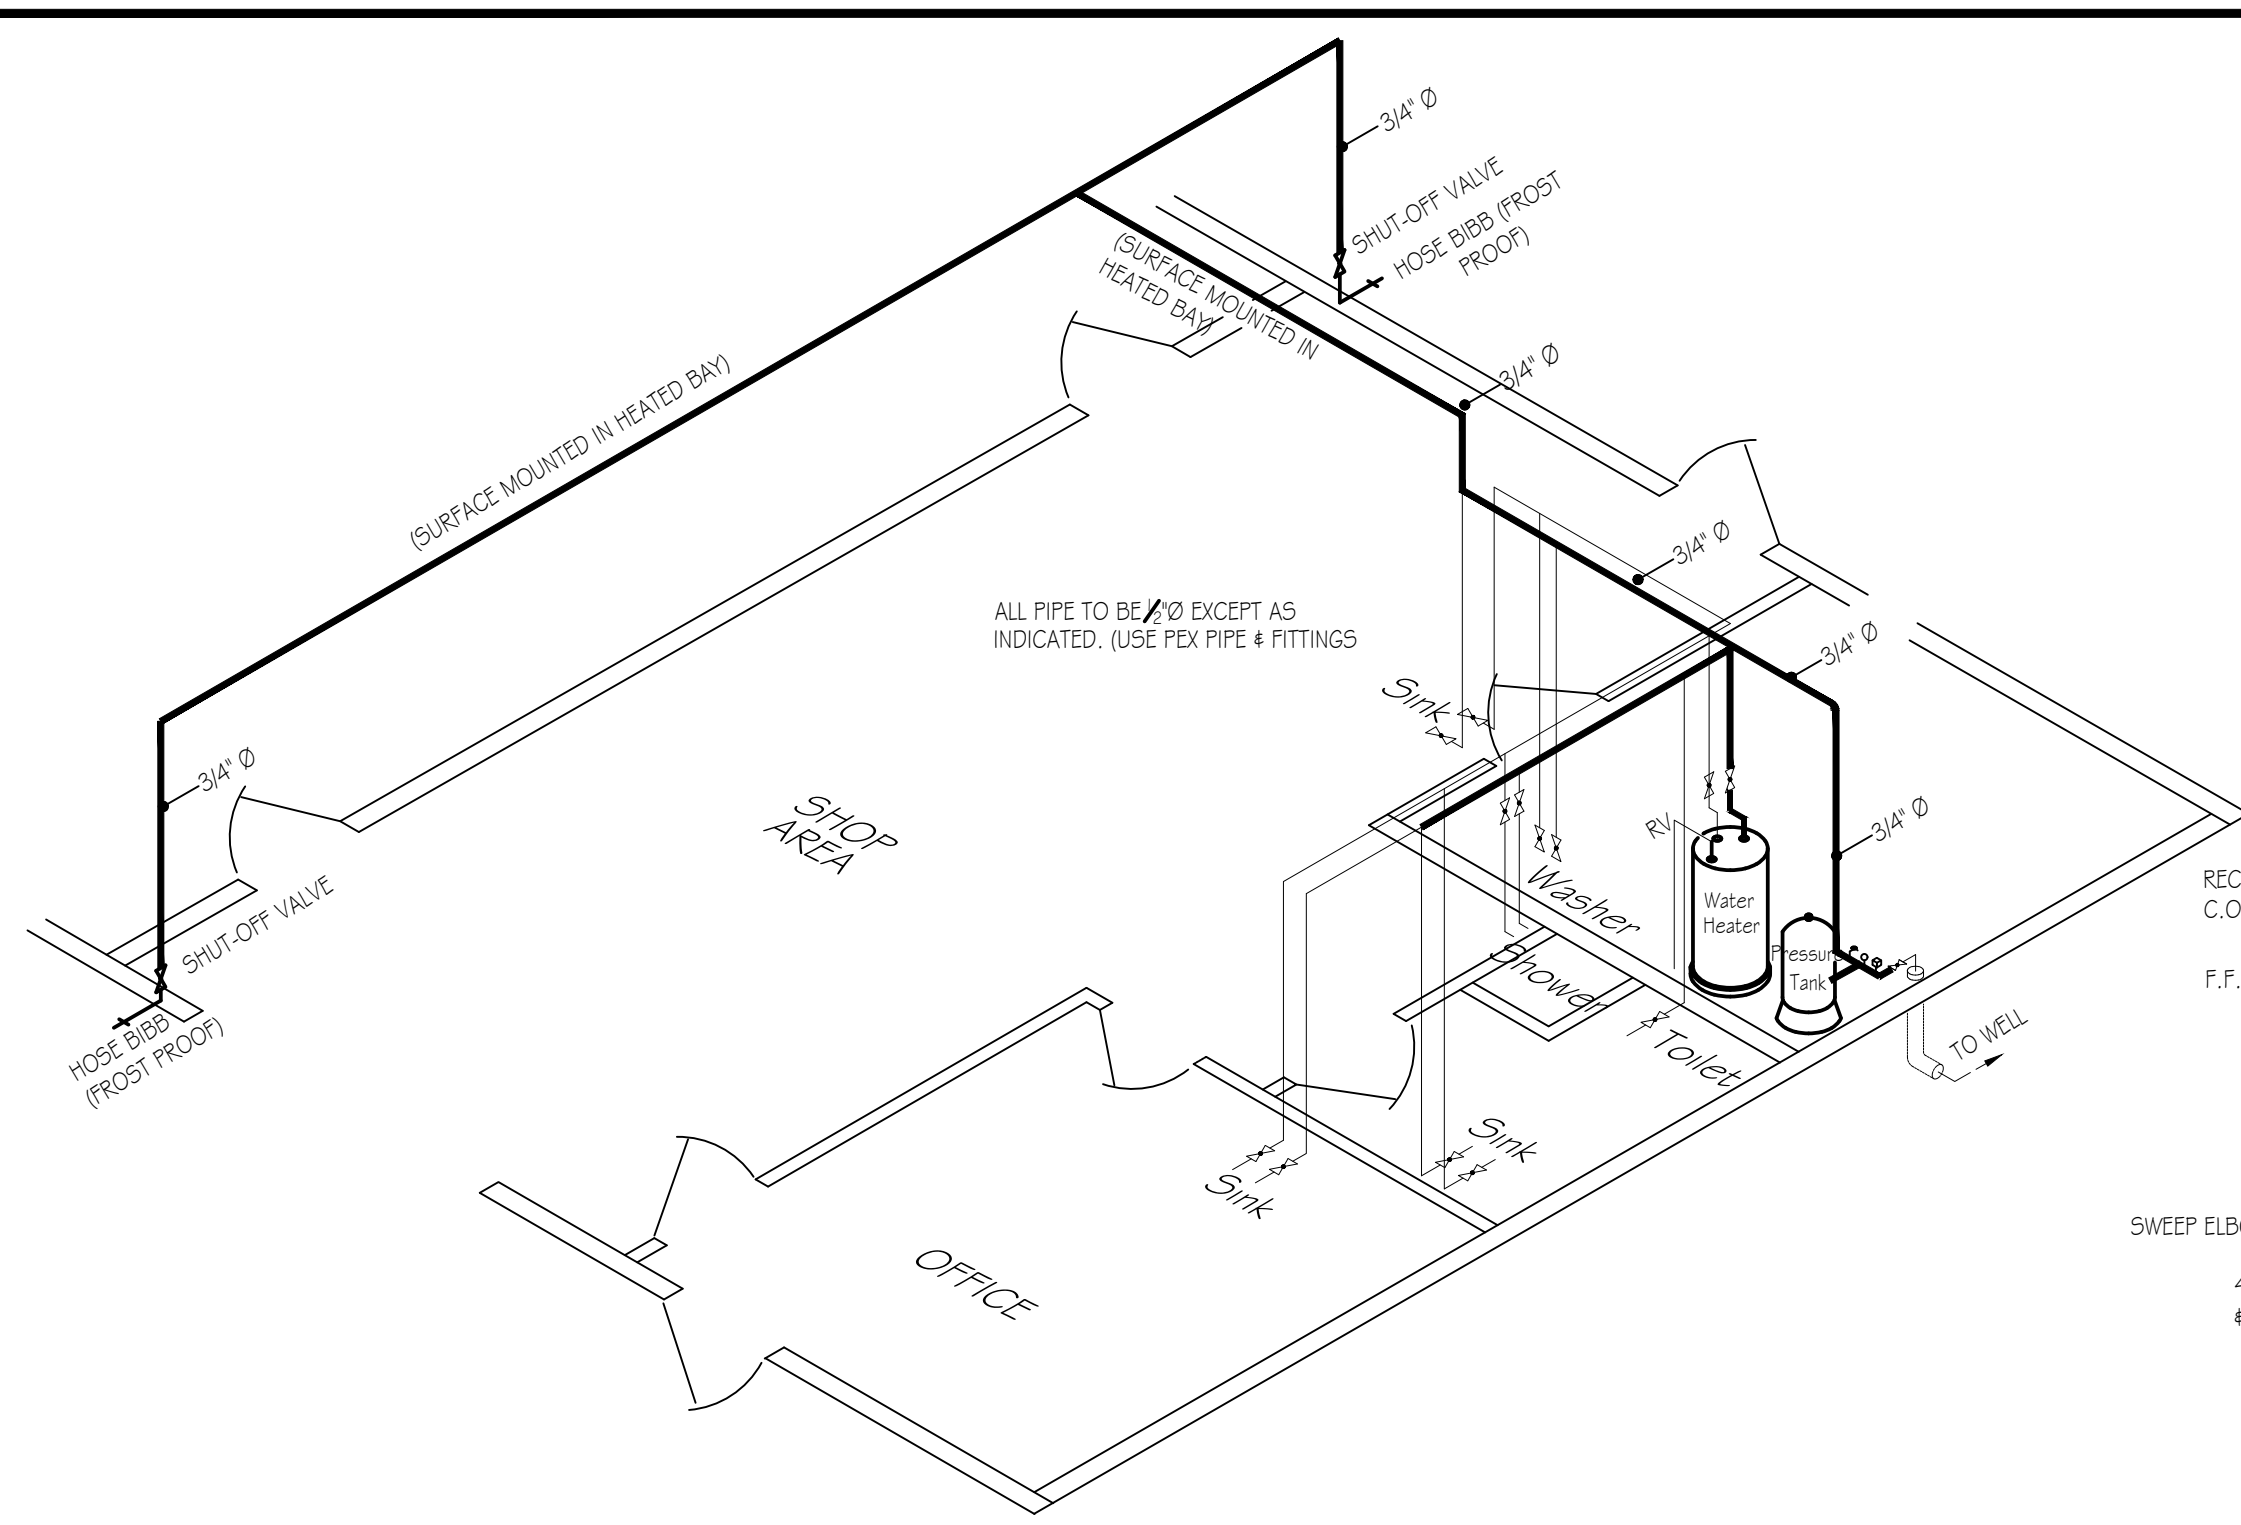 3/4" Ø
SHUT-OFF VALVE
HOSE BIBB (FROST
PROOF)
(SURFACE MOUNTED IN
HEATED BAY)
3/4" Ø
(SURFACE MOUNTED IN HEATED BAY)
3/4" Ø
ALL PIPE TO BE 1/2"Ø EXCEPT AS
INDICATED. (USE PEX PIPE & FITTINGS
3/4" Ø
Sink
3/4" Ø
SHOP
AREA
RV
3/4" Ø
Washer
Water
Heater
REC
C.O
SHUT-OFF VALVE
Shower
Pressure
Tank
F.F.
HOSE BIBB
(FROST PROOF)
Toilet
TO WELL
Sink
Sink
SWEEP ELB
OFFICE
&